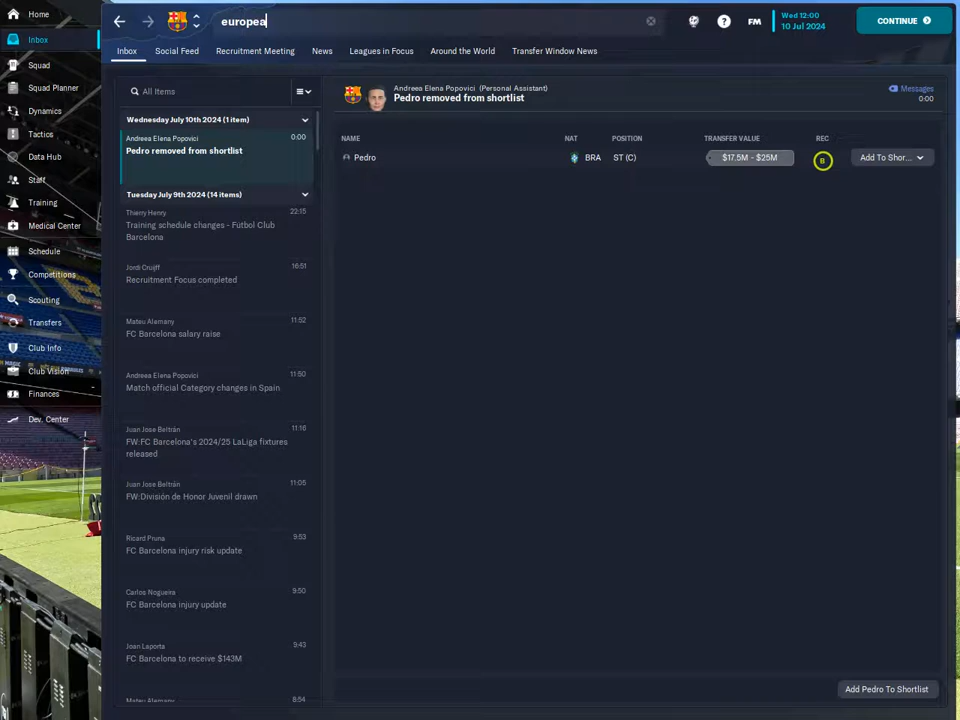 Home
Inbox
Squad
Squad Planner
Dynamics
Tactics
Data Hub
Staff
Training
Medical Center
Schedule
Competitions
Scouting
Transfers
Club Info
Club Vision
Finances
Dev. Center
europea
?
FM
Wed 12:00
10 Jul 2024
CONTINUE
Inbox
Social Feed
Recruitment Meeting
News
Leagues in Focus
Around the World
Transfer Window News
All Items
Wednesday July 10th 2024 (1 item)
Andreea Elena Popovici
0:00
Pedro removed from shortlist
Tuesday July 9th 2024 (14 items)
Thierry Henry
22:15
Training schedule changes - Fútbol Club
Barcelona
Jordi Cruijff
16:51
Recruitment Focus completed
Mateu Alemany
11:52
FC Barcelona salary raise
Andreea Elena Popovici
11:50
Match official Category changes in Spain
Juan Jose Beltrán
11:16
FW:FC Barcelona's 2024/25 LaLiga fixtures
released
Juan Jose Beltrán
11:05
FW:División de Honor Juvenil drawn
Ricard Pruna
9:53
FC Barcelona injury risk update
Carlos Nogueira
9:50
FC Barcelona injury update
Joan Laporta
9:43
FC Barcelona to receive $143M
Mateu Alemany
8:54
Andreea Elena Popovici (Personal Assistant)
Pedro removed from shortlist
Messages
0:00
NAME
NAT
POSITION
TRANSFER VALUE
REC
Pedro
BRA
ST (C)
$17.5M - $25M
B
Add To Shor...
Add Pedro To Shortlist